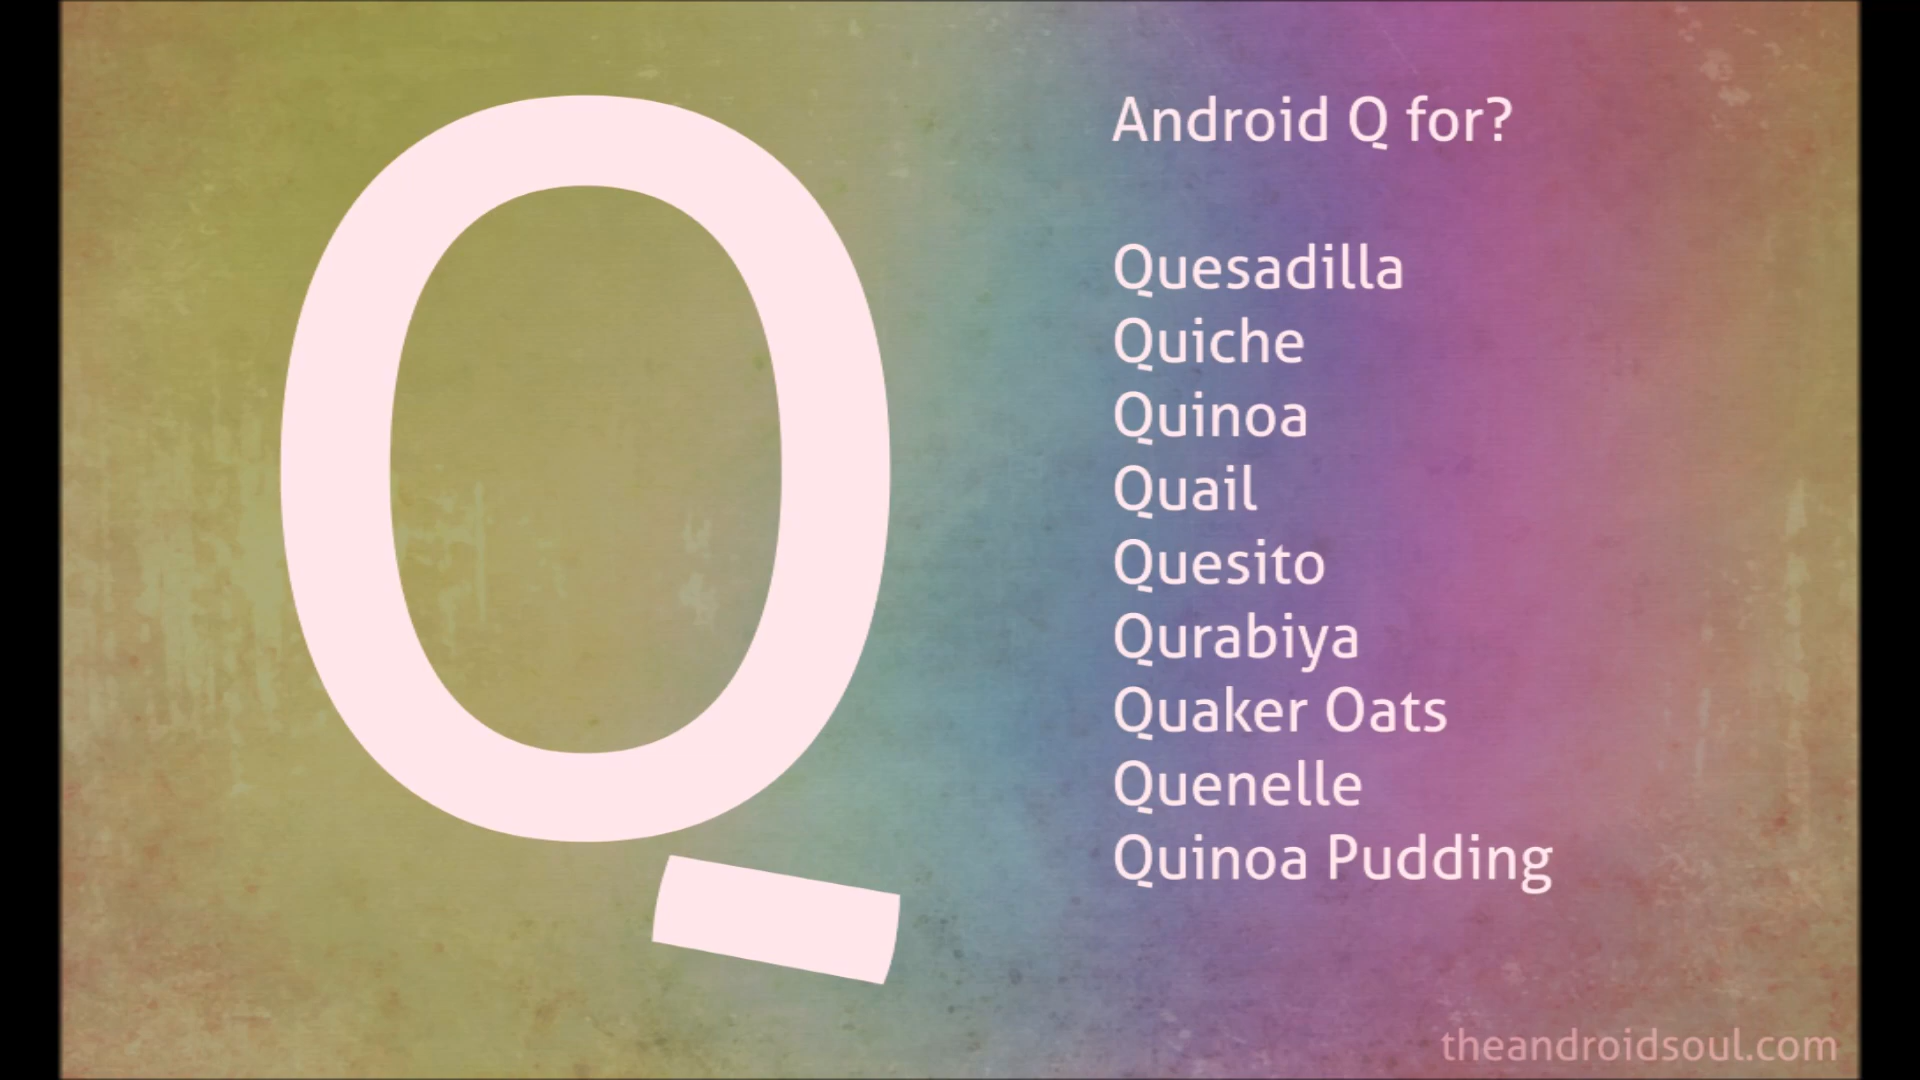 Q
Android Q for?
Quesadilla
Quiche
Quinoa
Quail
Quesito
Qurabiya
Quaker Oats
Quenelle
Quinoa Pudding
theandroidsoul.com